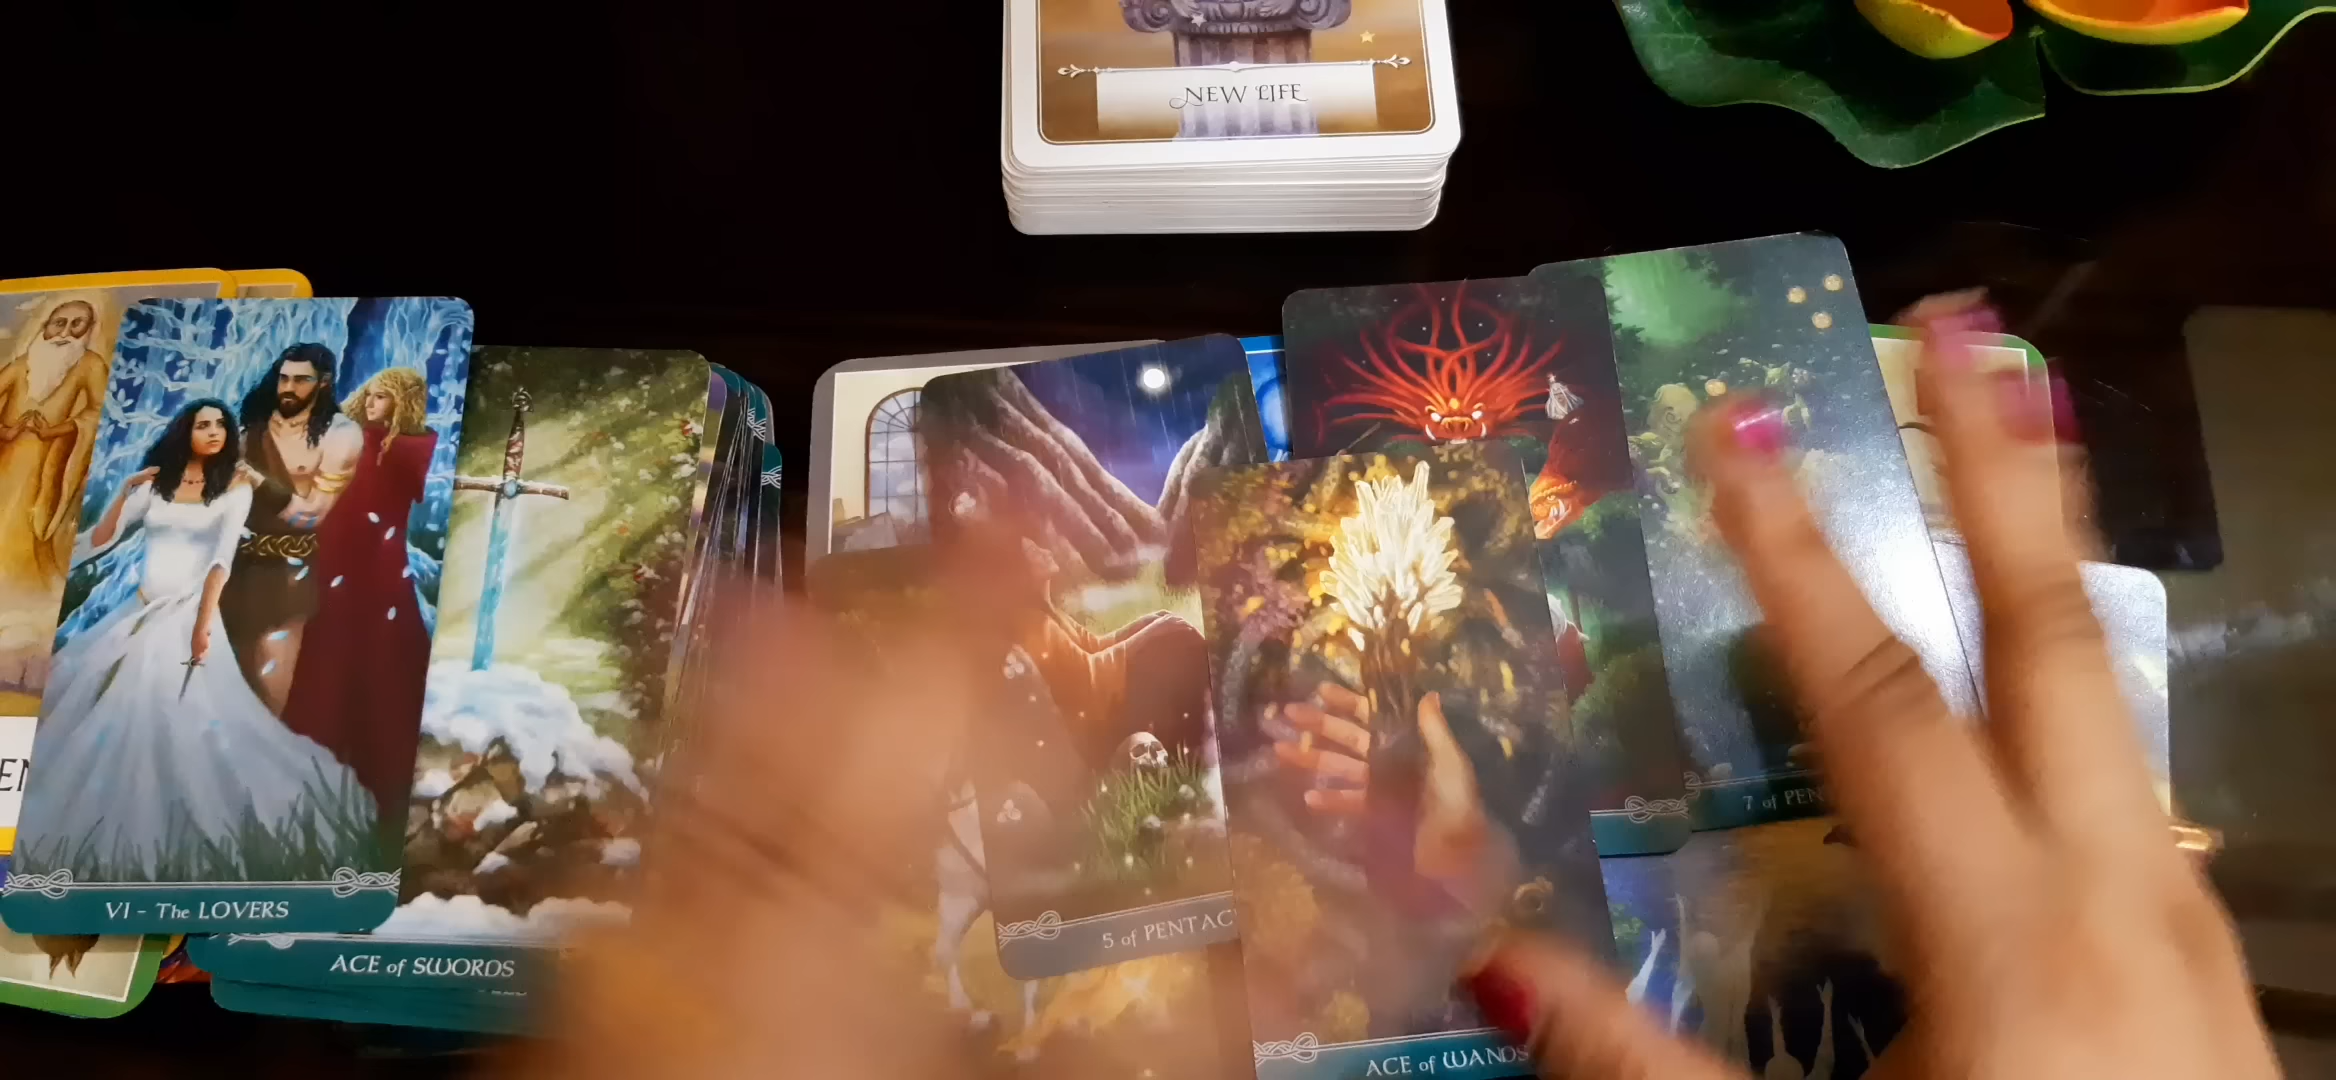 NEW LIFE
VI - The LOVERS
ACE of SWORDS
5 of PENTAC
7 of PEN
ACE of WANDS